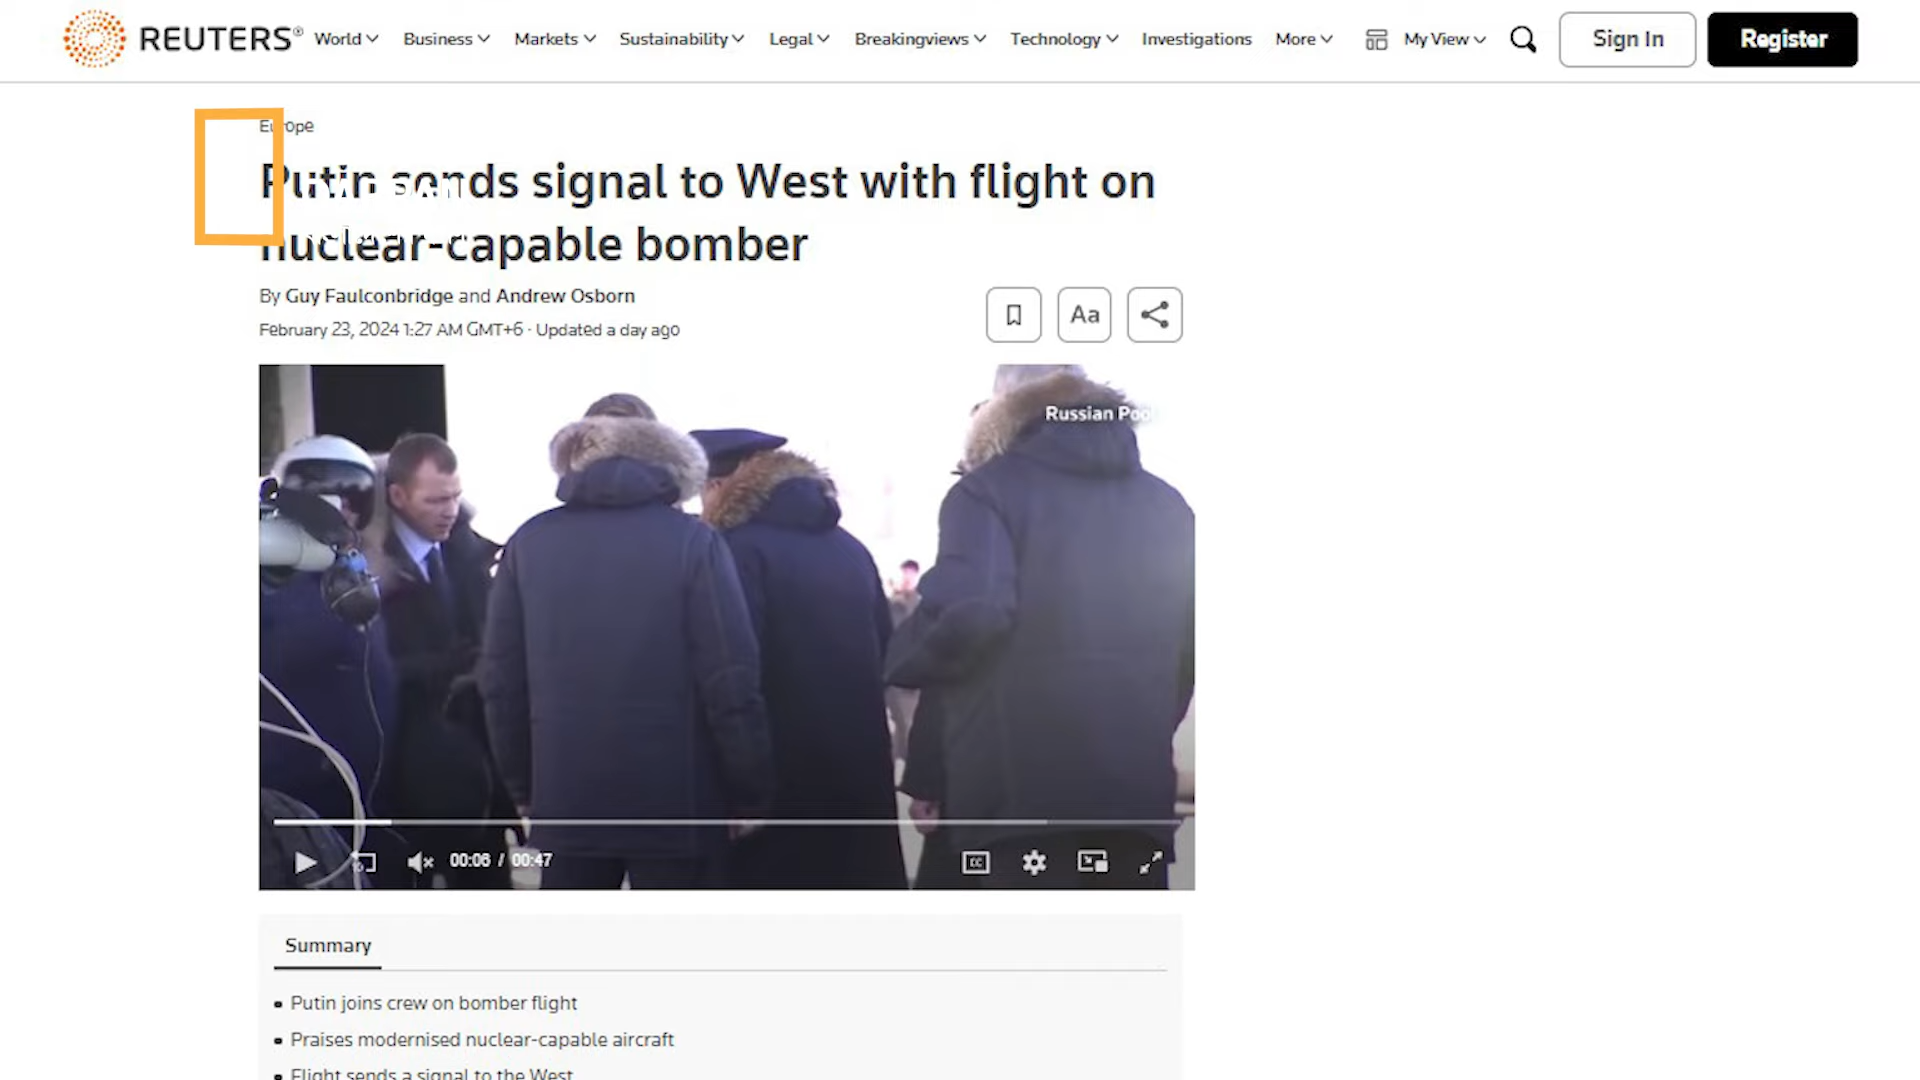 REUTERS® World Business Markets Sustainability Legal Breakingviews Technology Investigations More My View Sign In Register
Europe
Putin sends signal to West with flight on
nuclear-capable bomber
By Guy Faulconbridge and Andrew Osborn
February 23, 2024 1:27 AM GMT+6 · Updated a day ago
Aa
Russian Pool
00:06 / 00:47
CC
Summary
Putin joins crew on bomber flight
Praises modernised nuclear-capable aircraft
Flight sends a signal to the West